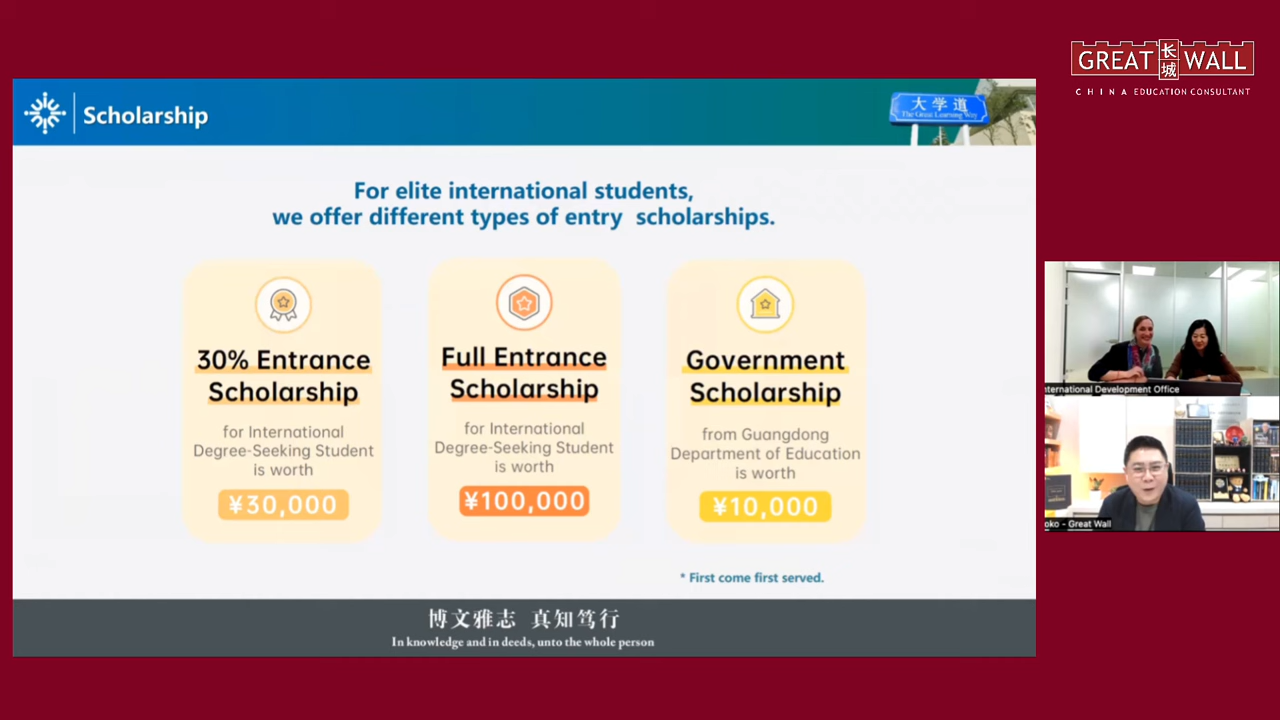 GREAT 长城 WALL
CHINA EDUCATION CONSULTANT
Scholarship
大学道
The Great Learning Way
For elite international students,
we offer different types of entry scholarships.
30% Entrance
Scholarship
for International
Degree-Seeking Student
is worth
¥30,000
Full Entrance
Scholarship
for International
Degree-Seeking Student
is worth
¥100,000
Government
Scholarship
from Guangdong
Department of Education
is worth
¥10,000
* First come first served.
博文雅志 真知笃行
In knowledge and in deeds, unto the whole person
nternational Development Office
oko - Great Wall